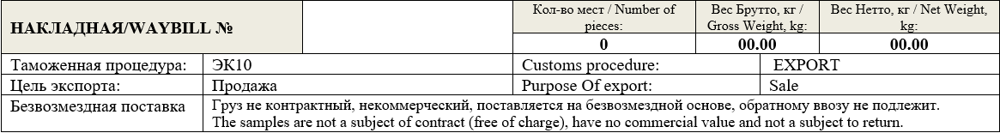 НАКЛАДНАЯ/WAYBILL №
Кол-во мест / Number of pieces:
Вес Брутто, кг / Gross Weight, kg:
Вес Нетто, кг / Net Weight, kg:
0
00.00
00.00
Таможенная процедура: ЭК10 Customs procedure: EXPORT
Цель экспорта: Продажа Purpose Of export: Sale
Безвозмездная поставка Груз не контрактный, некоммерческий, поставляется на безвозмездной основе, обратному ввозу не подлежит.
The samples are not a subject of contract (free of charge), have no commercial value and not a subject to return.